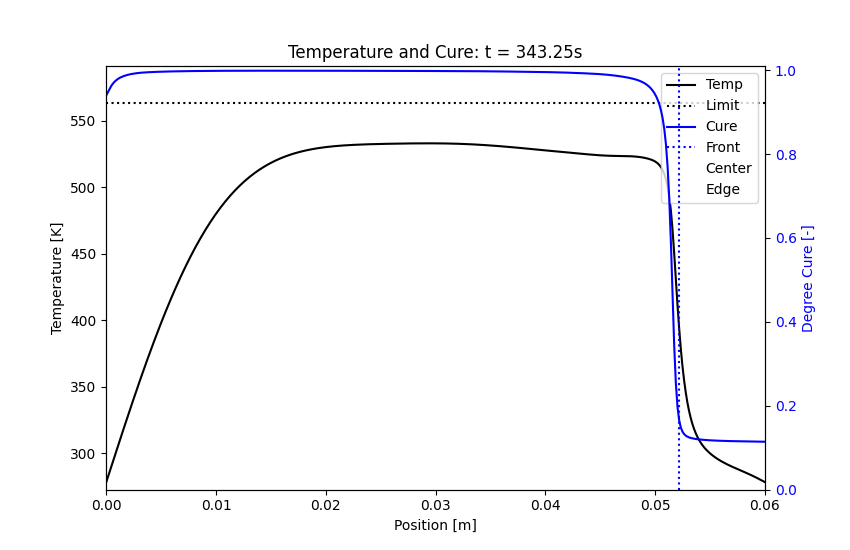 Temperature and Cure: t = 343.25s
Temp
Limit
Cure
Front
Center
Edge
550
500
450
400
350
300
Temperature [K]
1.0
0.8
0.6
0.4
0.2
0.0
Degree Cure [-]
0.00 0.01 0.02 0.03 0.04 0.05 0.06
Position [m]